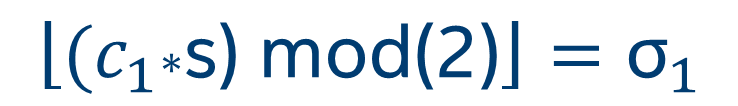 ⌊(c₁*s) mod(2)⌋ = σ₁